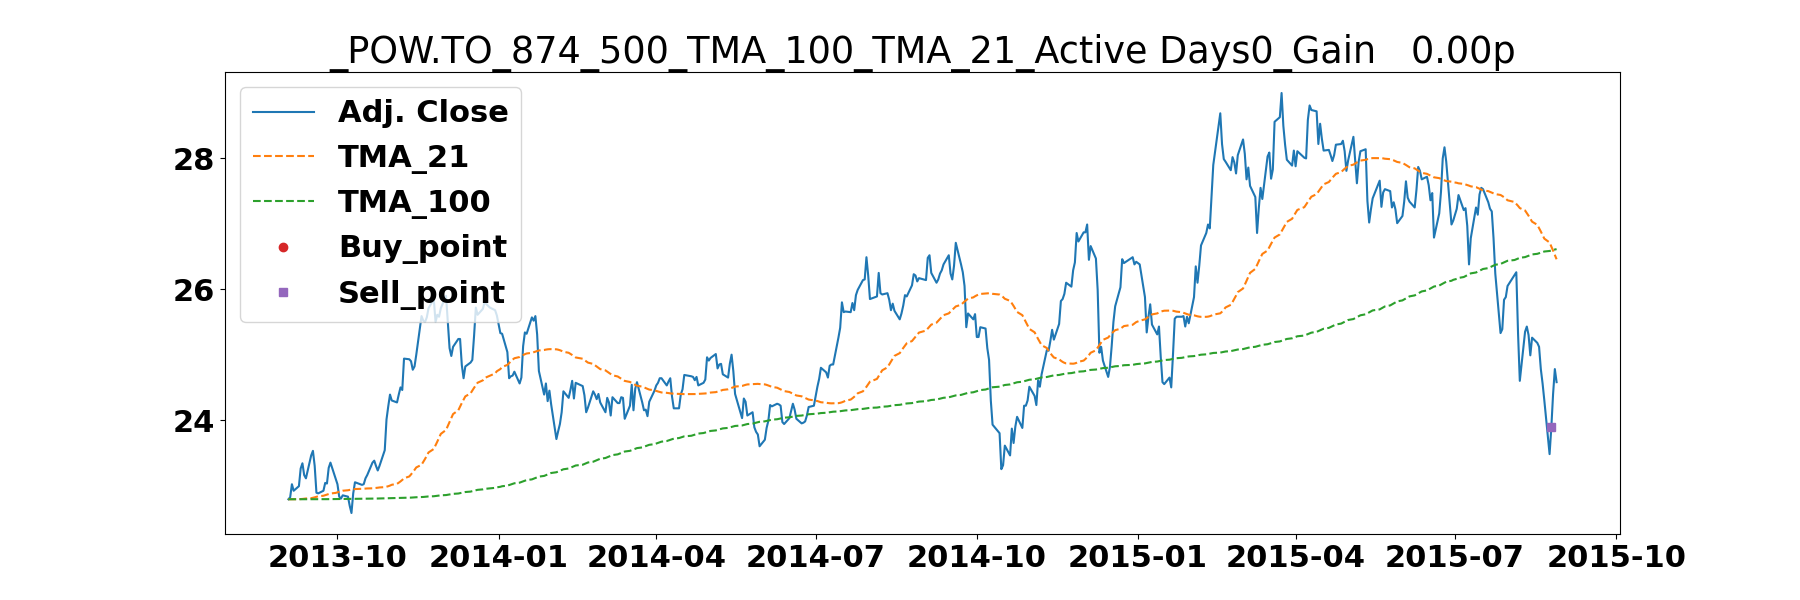 _POW.TO_874_500_TMA_100_TMA_21_Active Days0_Gain   0.00p
Adj. Close
TMA_21
TMA_100
Buy_point
Sell_point
28
26
24
2013-10 2014-01 2014-04 2014-07 2014-10 2015-01 2015-04 2015-07 2015-10